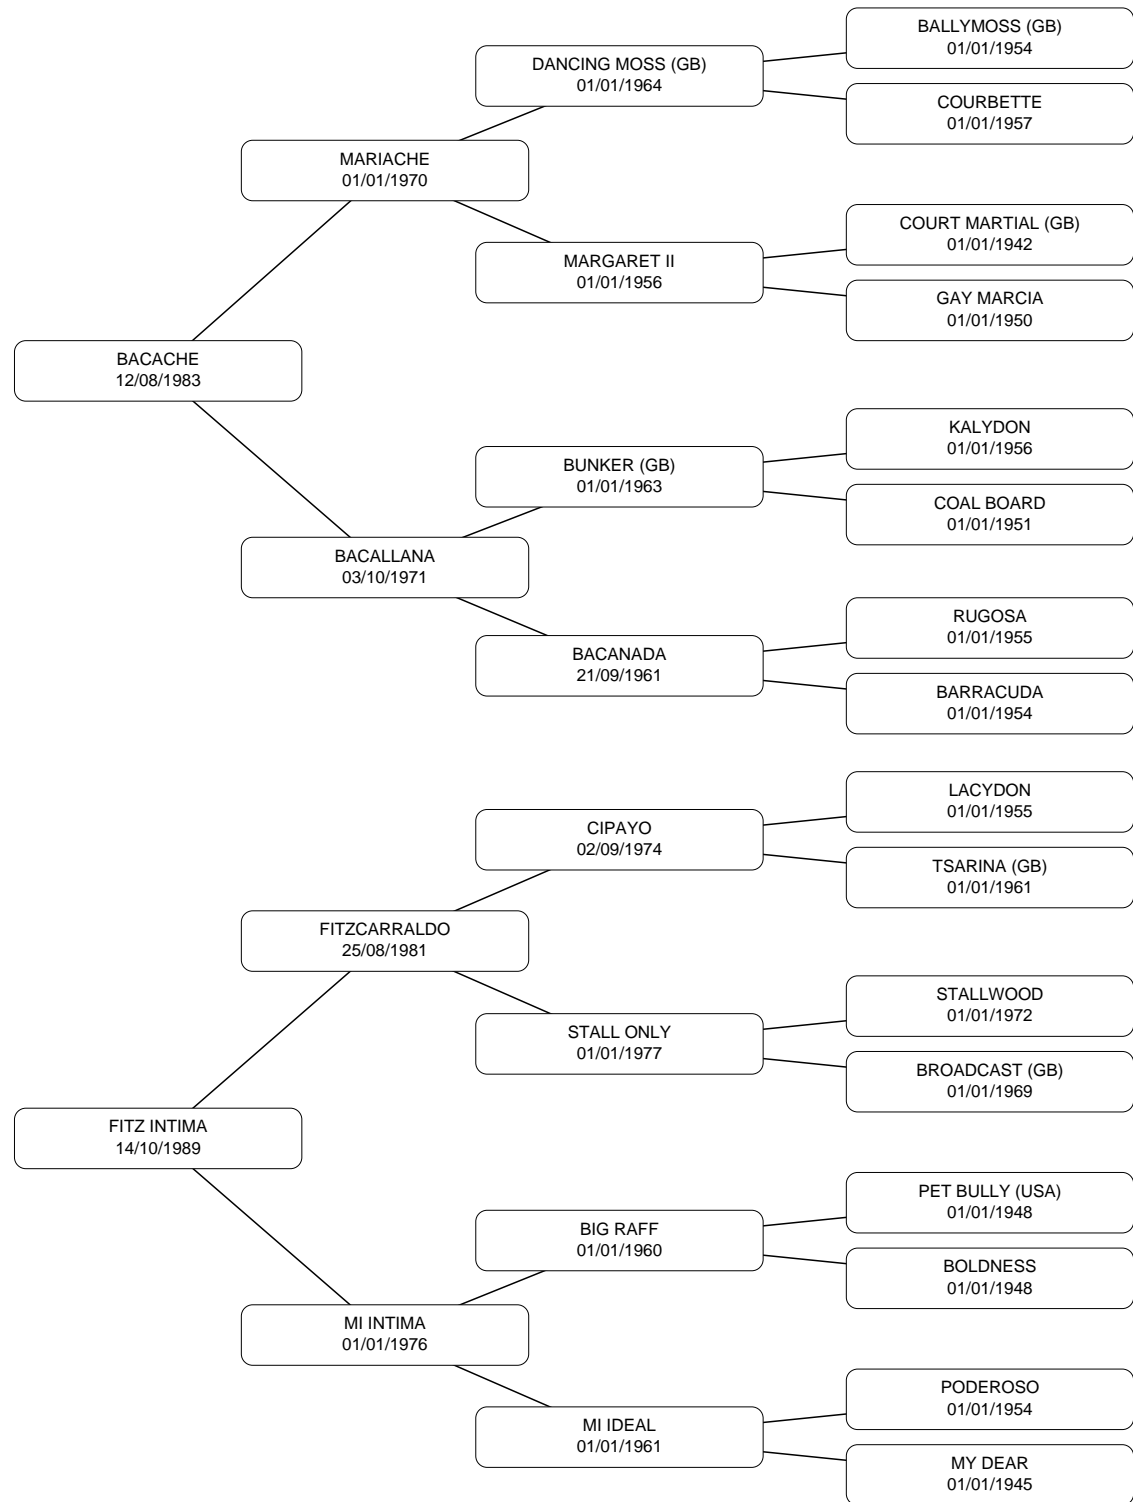 BALLYMOSS (GB)
01/01/1954
DANCING MOSS (GB)
01/01/1964
COURBETTE
01/01/1957
MARIACHE
01/01/1970
COURT MARTIAL (GB)
01/01/1942
MARGARET II
01/01/1956
GAY MARCIA
01/01/1950
BACACHE
12/08/1983
KALYDON
01/01/1956
BUNKER (GB)
01/01/1963
COAL BOARD
01/01/1951
BACALLANA
03/10/1971
RUGOSA
01/01/1955
BACANADA
21/09/1961
BARRACUDA
01/01/1954
LACYDON
01/01/1955
CIPAYO
02/09/1974
TSARINA (GB)
01/01/1961
FITZCARRALDO
25/08/1981
STALLWOOD
01/01/1972
STALL ONLY
01/01/1977
BROADCAST (GB)
01/01/1969
FITZ INTIMA
14/10/1989
PET BULLY (USA)
01/01/1948
BIG RAFF
01/01/1960
BOLDNESS
01/01/1948
MI INTIMA
01/01/1976
PODEROSO
01/01/1954
MI IDEAL
01/01/1961
MY DEAR
01/01/1945